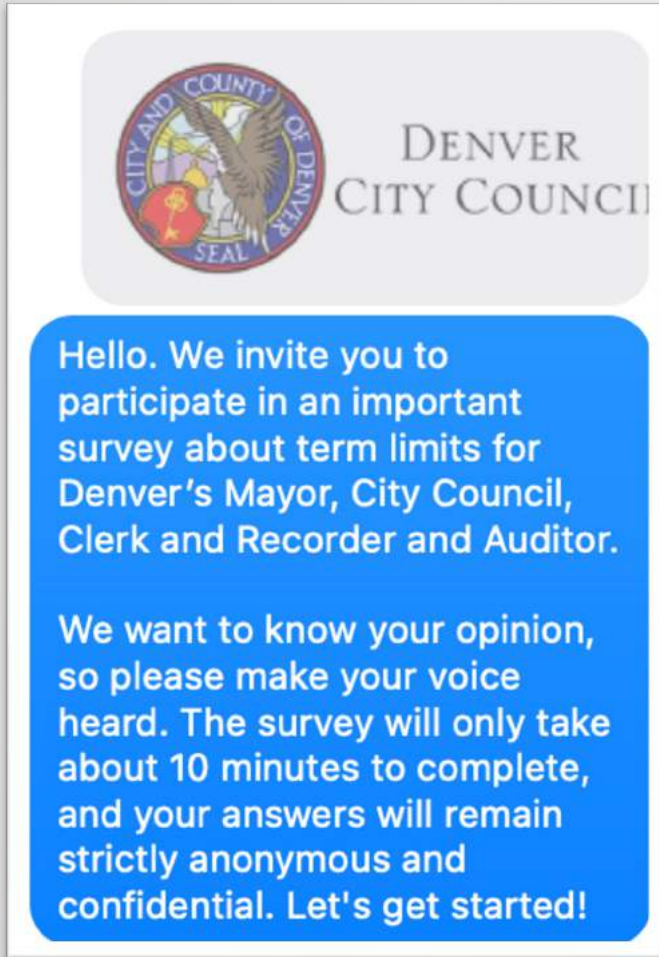 CITY AND COUNTY OF DENVER
SEAL
DENVER
CITY COUNCIL
Hello. We invite you to
participate in an important
survey about term limits for
Denver's Mayor, City Council,
Clerk and Recorder and Auditor.
We want to know your opinion,
so please make your voice
heard. The survey will only take
about 10 minutes to complete,
and your answers will remain
strictly anonymous and
confidential. Let's get started!